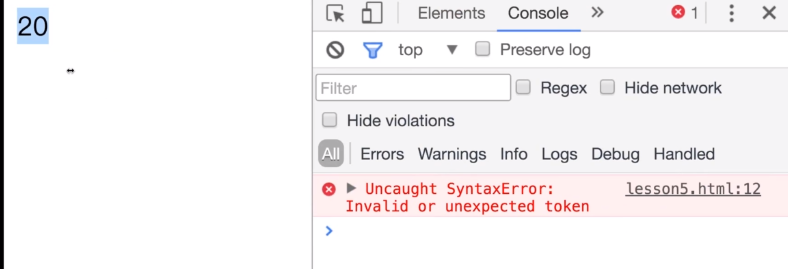 20
Elements Console » 1
top Preserve log
Filter Regex Hide network
Hide violations
All Errors Warnings Info Logs Debug Handled
Uncaught SyntaxError: lesson5.html:12
Invalid or unexpected token
>